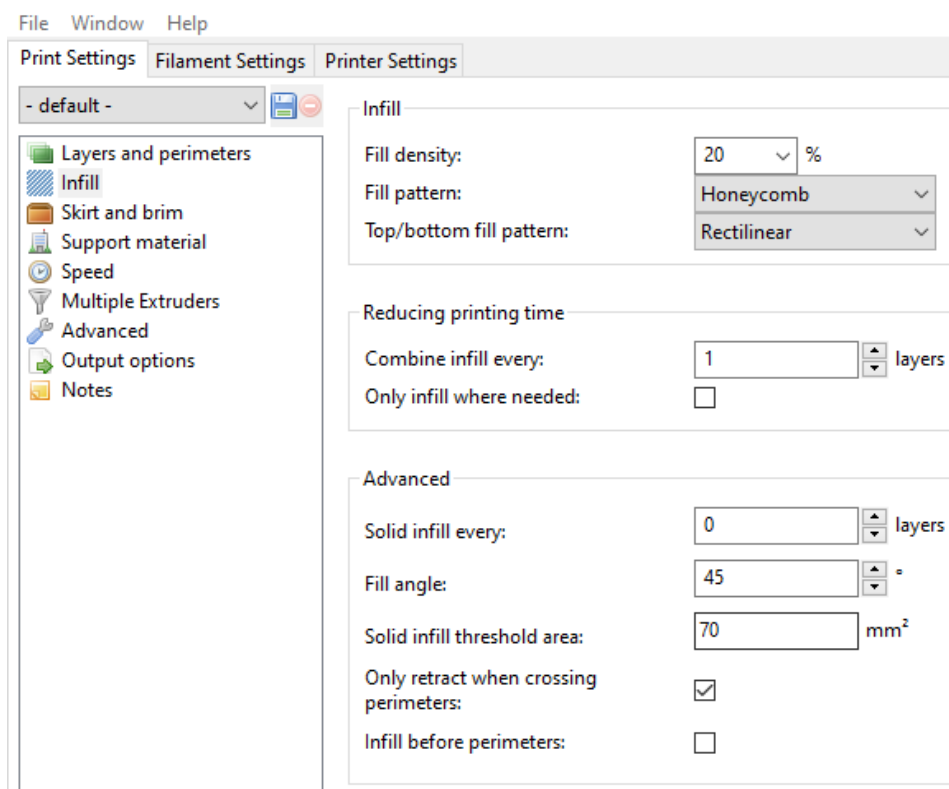 File Window Help
Print Settings Filament Settings Printer Settings
- default -
Layers and perimeters
Infill
Skirt and brim
Support material
Speed
Multiple Extruders
Advanced
Output options
Notes
Infill
Fill density: 20 %
Fill pattern: Honeycomb
Top/bottom fill pattern: Rectilinear
Reducing printing time
Combine infill every: 1 layers
Only infill where needed:
Advanced
Solid infill every: 0 layers
Fill angle: 45 °
Solid infill threshold area: 70 mm²
Only retract when crossing
perimeters:
Infill before perimeters: